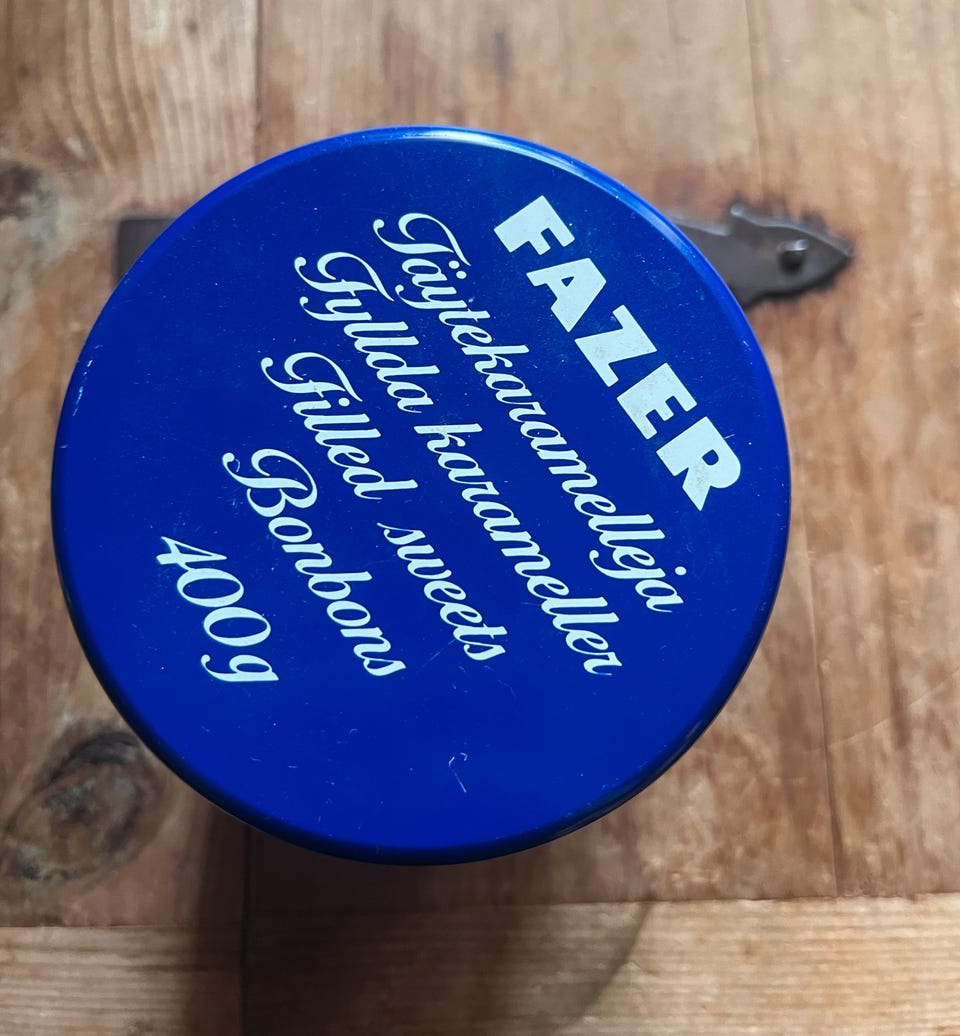 FAZER
Täytekaramelleja
Fyllda karameller
Filled sweets
Bonbons
400g